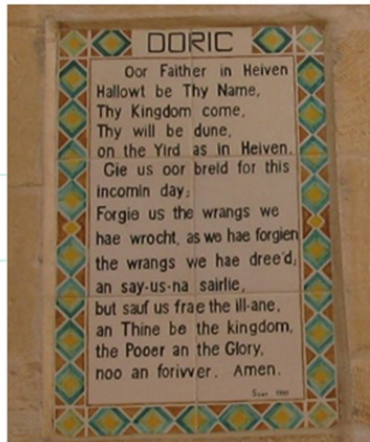 DORIC
Oor Faither in Heiven
Hallowt be Thy Name,
Thy Kingdom come,
Thy will be dune,
on the Yird as in Heiven.
Gie us oor breid for this
incomin day;
Forgie us the wrangs we
hae wrocht, as we hae forgien
the wrangs we hae dree'd;
an say-us-na sairlie,
but sauf us frae the ill-ane,
an Thine be the kingdom,
the Pooer an the Glory,
noo an forivver. Amen.